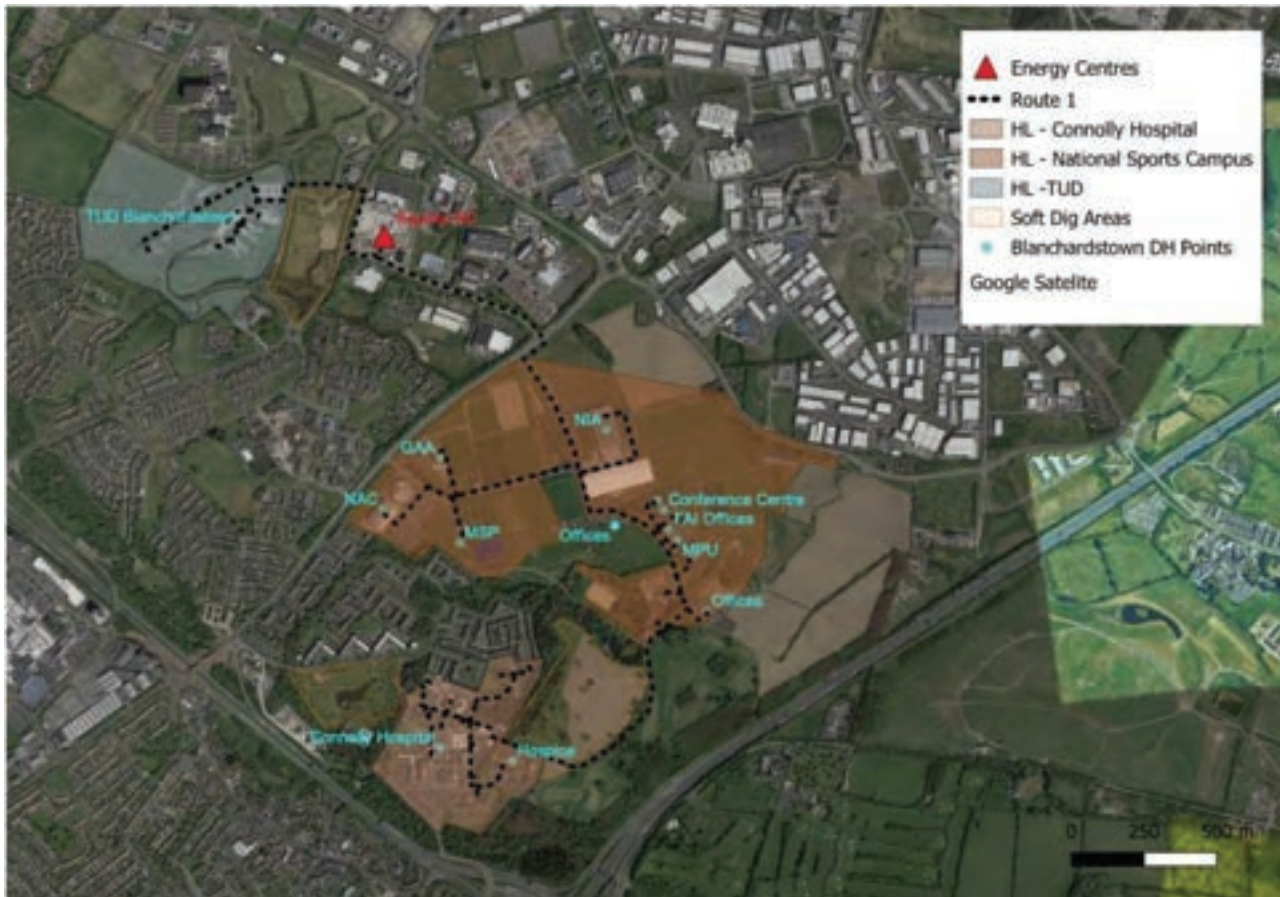 Energy Centres
Route 1
HL - Connolly Hospital
HL - National Sports Campus
HL -TUD
Soft Dig Areas
Blanchardstown DH Points
Google Satelite
TUD Blanch
NIA
GAA
NAC
MSP
Conference Centre
FAI Offices
Offices
MPU
Offices
Connolly Hospital
Hospice
0 250 500 m